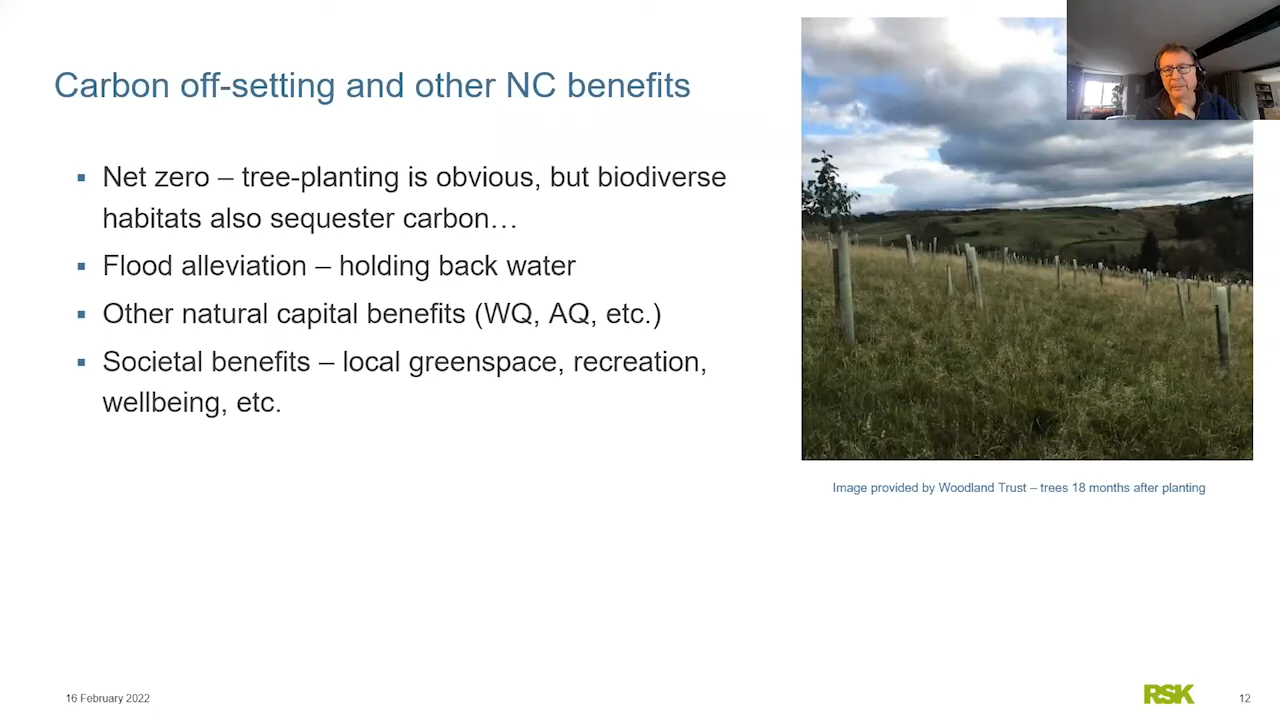 Carbon off-setting and other NC benefits
▪ Net zero – tree-planting is obvious, but biodiverse
habitats also sequester carbon…
▪ Flood alleviation – holding back water
▪ Other natural capital benefits (WQ, AQ, etc.)
▪ Societal benefits – local greenspace, recreation,
wellbeing, etc.
Image provided by Woodland Trust – trees 18 months after planting
16 February 2022
RSK
12